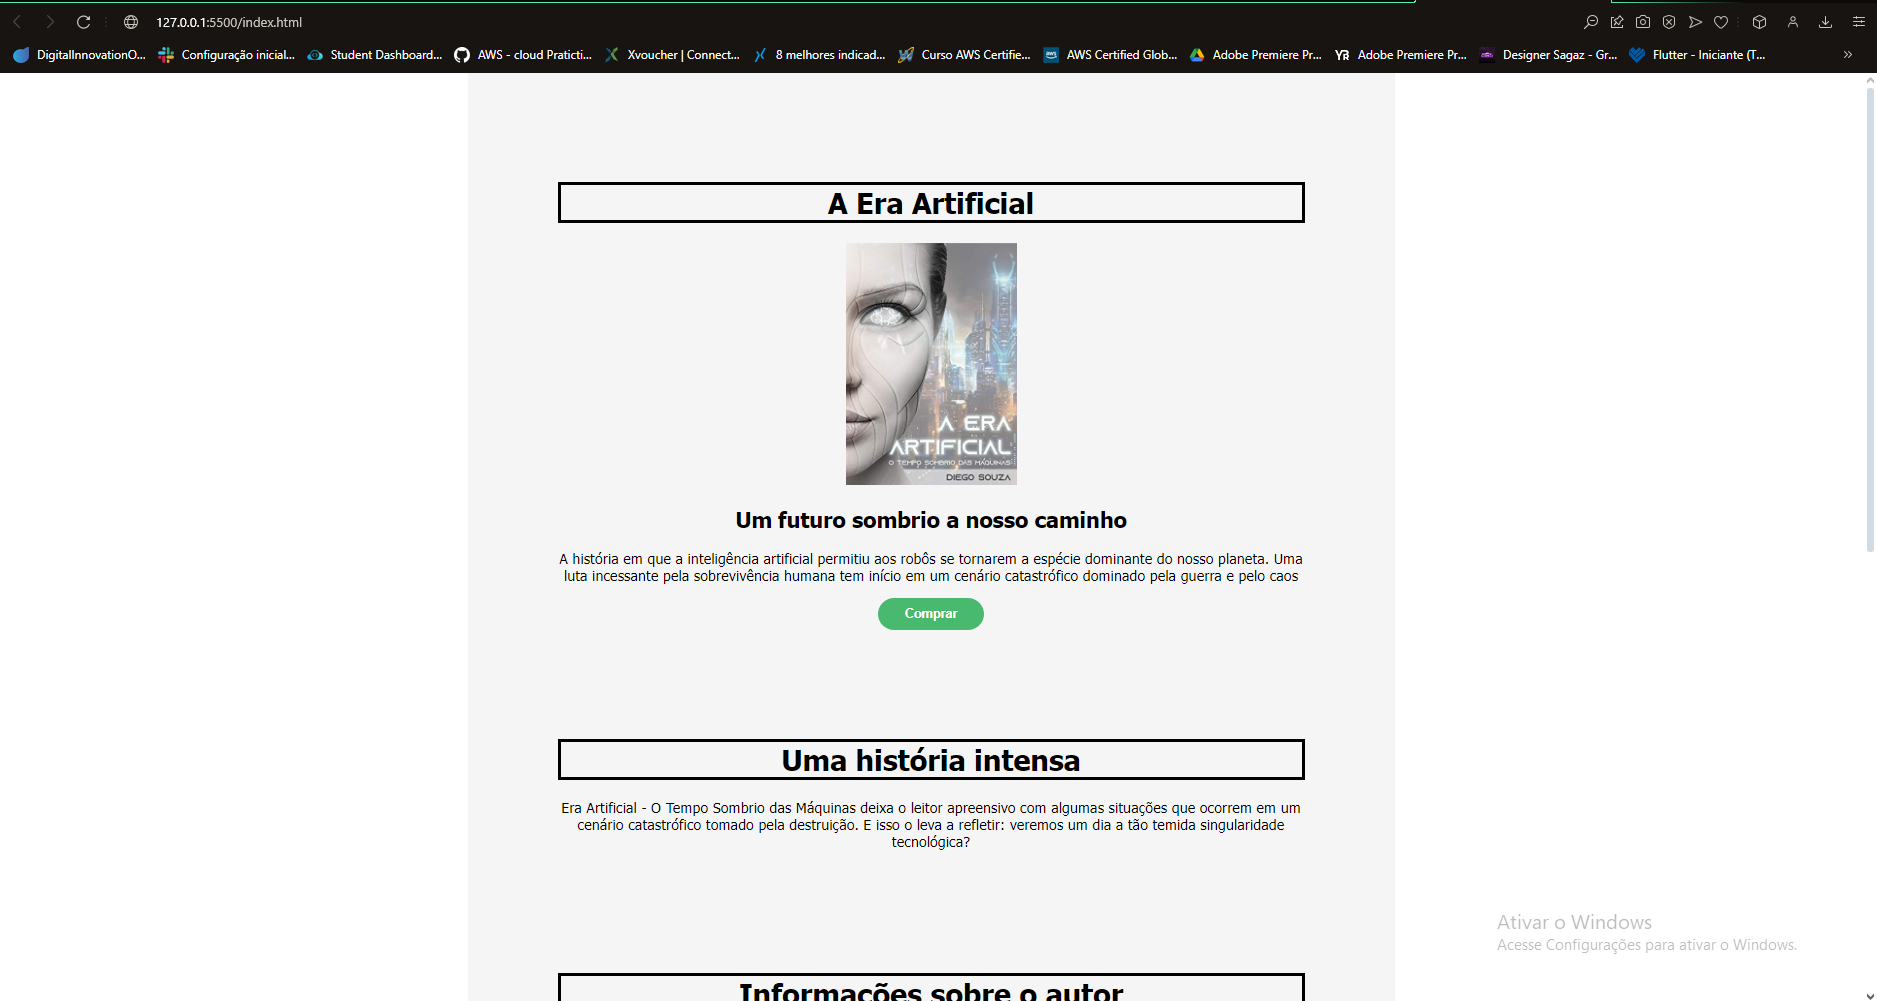 127.0.0.1:5500/index.html
DigitalInnovationO... Configuração inicial... Student Dashboard... AWS - cloud Praticti... Xvoucher | Connect... 8 melhores indicad... Curso AWS Certifie... AWS Certified Glob... Adobe Premiere Pr... Adobe Premiere Pr... Designer Sagaz - Gr... Flutter - Iniciante (T...
A Era Artificial
A ERA
ARTIFICIAL
O TEMPO SOMBRIO DAS MÁQUINAS
DIEGO SOUZA
Um futuro sombrio a nosso caminho
A história em que a inteligência artificial permitiu aos robôs se tornarem a espécie dominante do nosso planeta. Uma
luta incessante pela sobrevivência humana tem início em um cenário catastrófico dominado pela guerra e pelo caos
Comprar
Uma história intensa
Era Artificial - O Tempo Sombrio das Máquinas deixa o leitor apreensivo com algumas situações que ocorrem em um
cenário catastrófico tomado pela destruição. E isso o leva a refletir: veremos um dia a tão temida singularidade
tecnológica?
Ativar o Windows
Acesse Configurações para ativar o Windows.
Informações sobre o autor